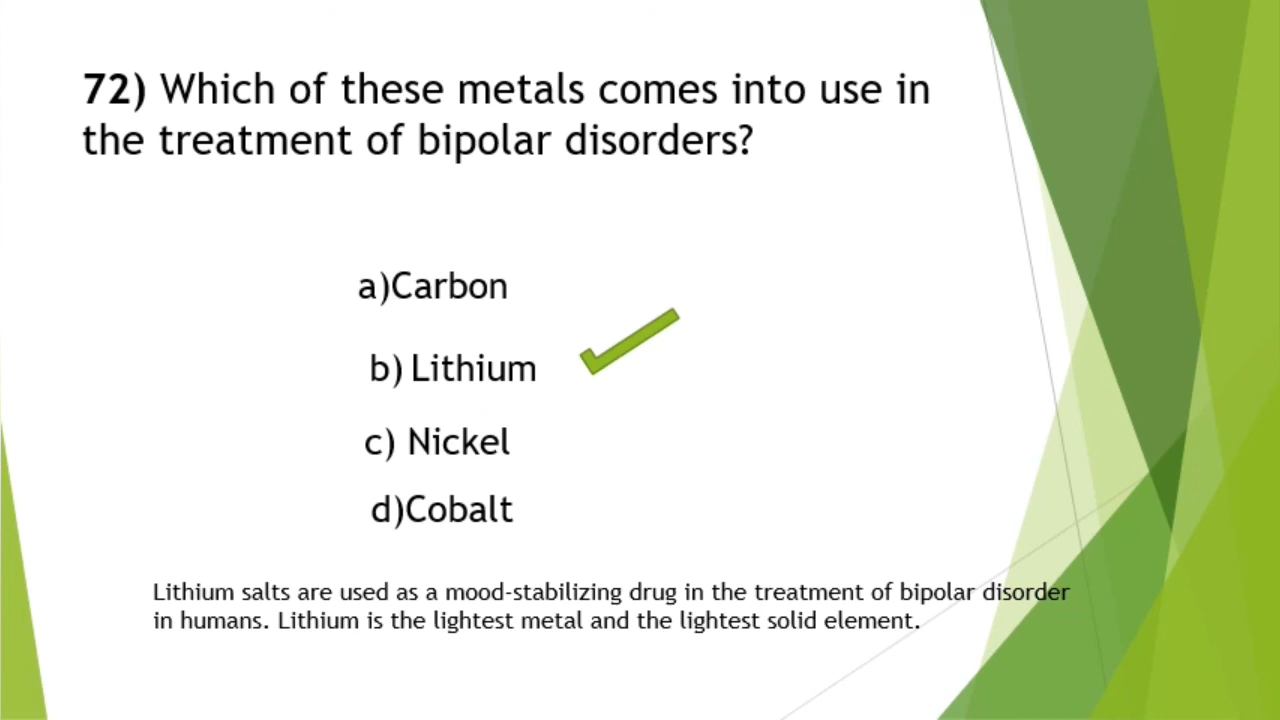 72) Which of these metals comes into use in
the treatment of bipolar disorders?
a)Carbon
b) Lithium
c) Nickel
d)Cobalt
Lithium salts are used as a mood-stabilizing drug in the treatment of bipolar disorder
in humans. Lithium is the lightest metal and the lightest solid element.